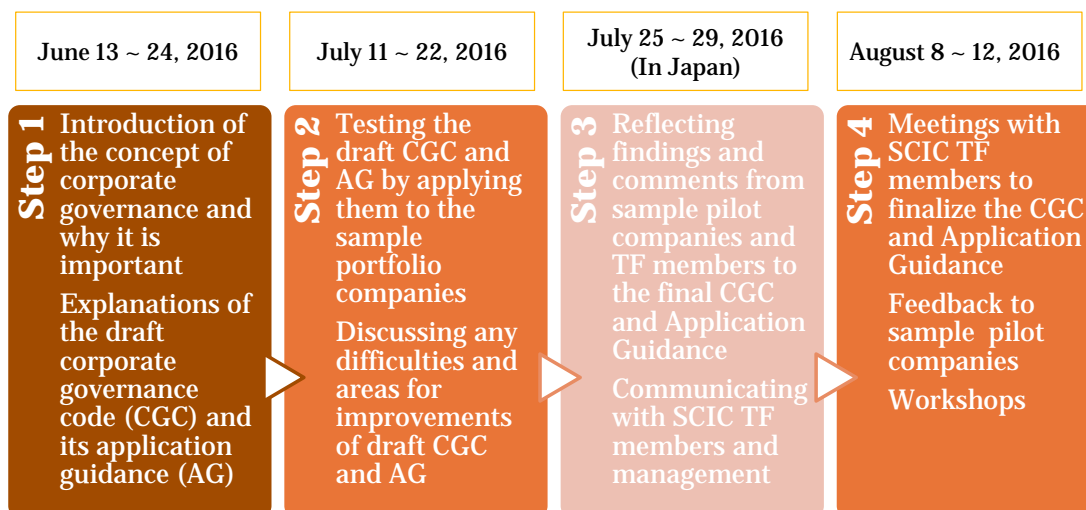 June 13 ~ 24, 2016
July 11 ~ 22, 2016
July 25 ~ 29, 2016
(In Japan)
August 8 ~ 12, 2016
Step 1
Introduction of
the concept of
corporate
governance and
why it is
important
Explanations of
the draft
corporate
governance
code (CGC) and
its application
guidance (AG)
Step 2
Testing the
draft CGC and
AG by applying
them to the
sample
portfolio
companies
Discussing any
difficulties and
areas for
improvements
of draft CGC
and AG
Step 3
Reflecting
findings and
comments from
sample pilot
companies and
TF members to
the final CGC
and Application
Guidance
Communicating
with SCIC TF
members and
management
Step 4
Meetings with
SCIC TF
members to
finalize the CGC
and Application
Guidance
Feedback to
sample pilot
companies
Workshops